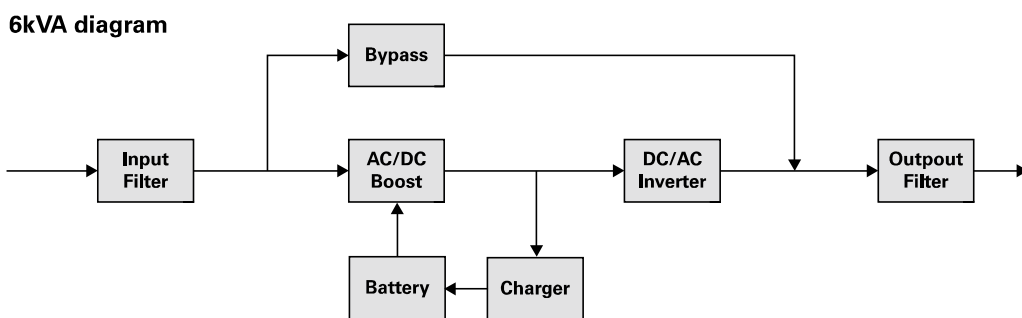 6kVA diagram
Bypass
Input
Filter
AC/DC
Boost
DC/AC
Inverter
Outpout
Filter
Battery
Charger